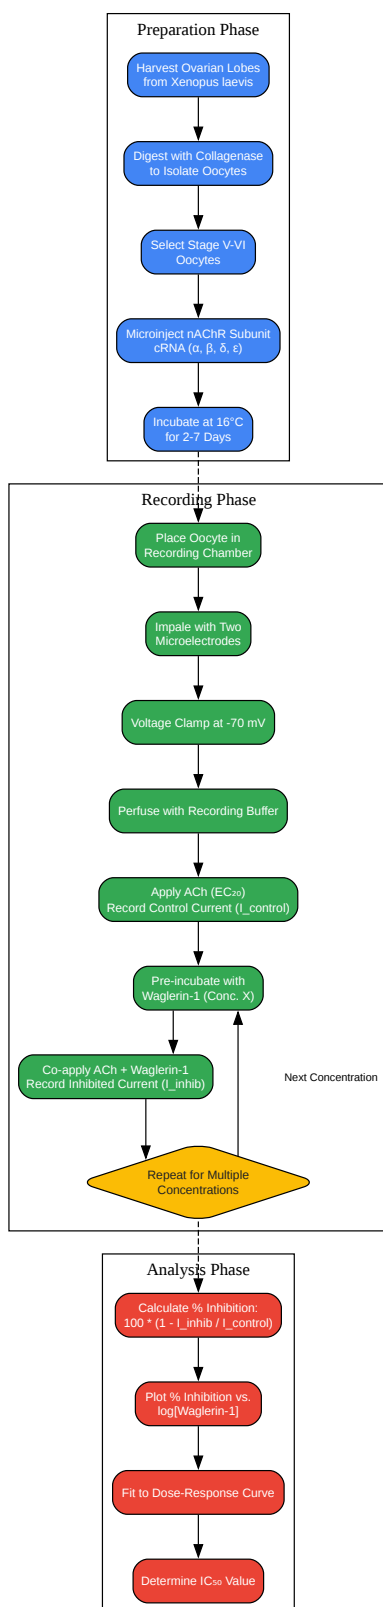 Preparation Phase
Harvest Ovarian Lobes
from Xenopus laevis
Digest with Collagenase
to Isolate Oocytes
Select Stage V-VI
Oocytes
Microinject nAChR Subunit
cRNA (α, β, δ, ε)
Incubate at 16°C
for 2-7 Days
Recording Phase
Place Oocyte in
Recording Chamber
Impale with Two
Microelectrodes
Voltage Clamp at -70 mV
Perfuse with Recording Buffer
Apply ACh (EC₂₀)
Record Control Current (I_control)
Pre-incubate with
Waglerin-1 (Conc. X)
Co-apply ACh + Waglerin-1
Record Inhibited Current (I_inhib)
Next Concentration
Repeat for Multiple
Concentrations
Analysis Phase
Calculate % Inhibition:
100 * (1 - I_inhib / I_control)
Plot % Inhibition vs.
log[Waglerin-1]
Fit to Dose-Response Curve
Determine IC₅₀ Value